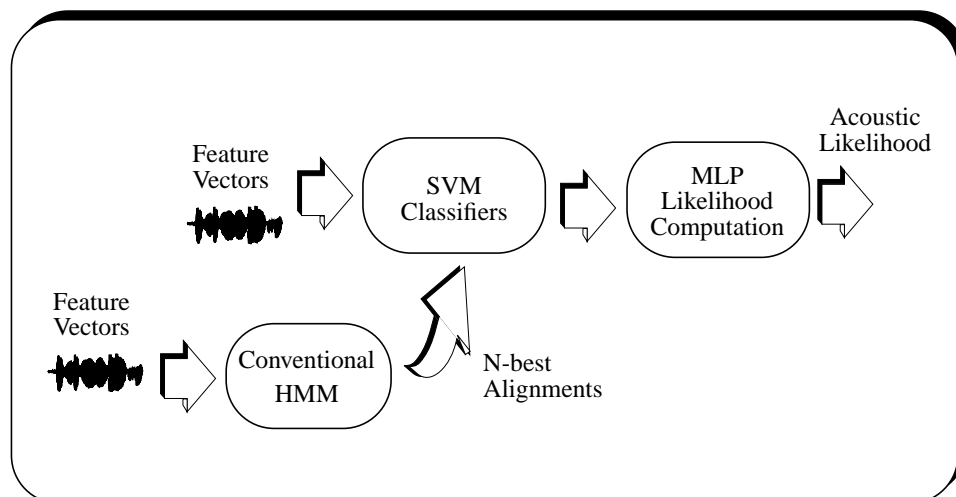 Acoustic
Likelihood
Feature
Vectors
SVM
Classifiers
MLP
Likelihood
Computation
Feature
Vectors
Conventional
HMM
N-best
Alignments